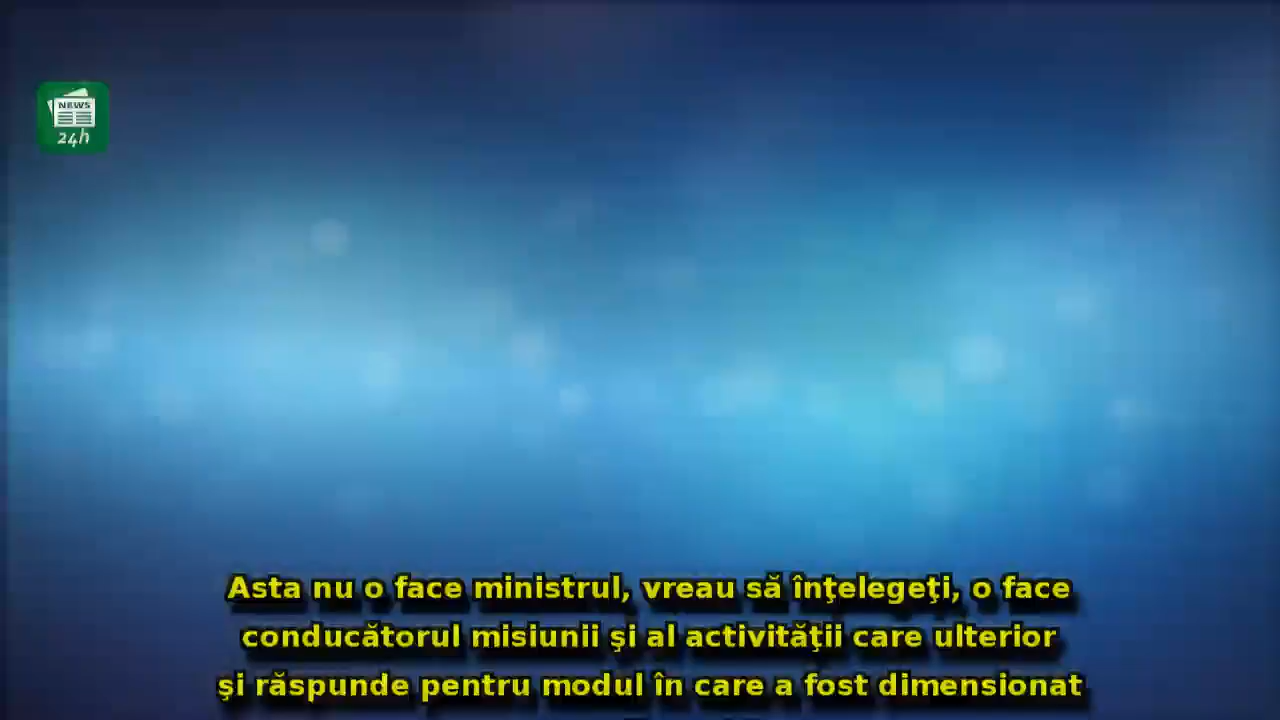 NEWS
24h
Asta nu o face ministrul, vreau să înţelegeţi, o face
conducătorul misiunii şi al activităţii care ulterior
şi răspunde pentru modul în care a fost dimensionat